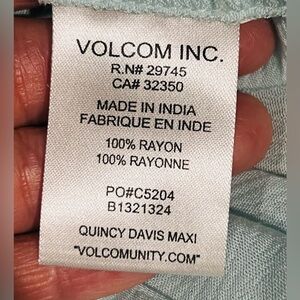 VOLCOM INC.
R.N# 29745
CA# 32350
MADE IN INDIA
FABRIQUE EN INDE
100% RAYON
100% RAYONNE
PO#C5204
B1321324
QUINCY DAVIS MAXI
"VOLCOMUNITY.COM"